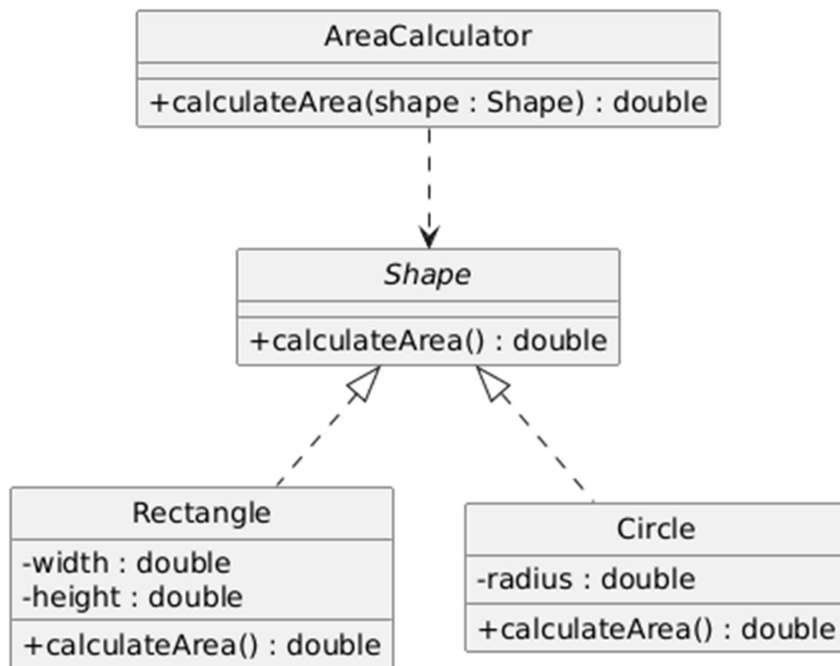 AreaCalculator
+calculateArea(shape : Shape) : double
Shape
+calculateArea() : double
Rectangle
-width : double
-height : double
+calculateArea() : double
Circle
-radius : double
+calculateArea() : double